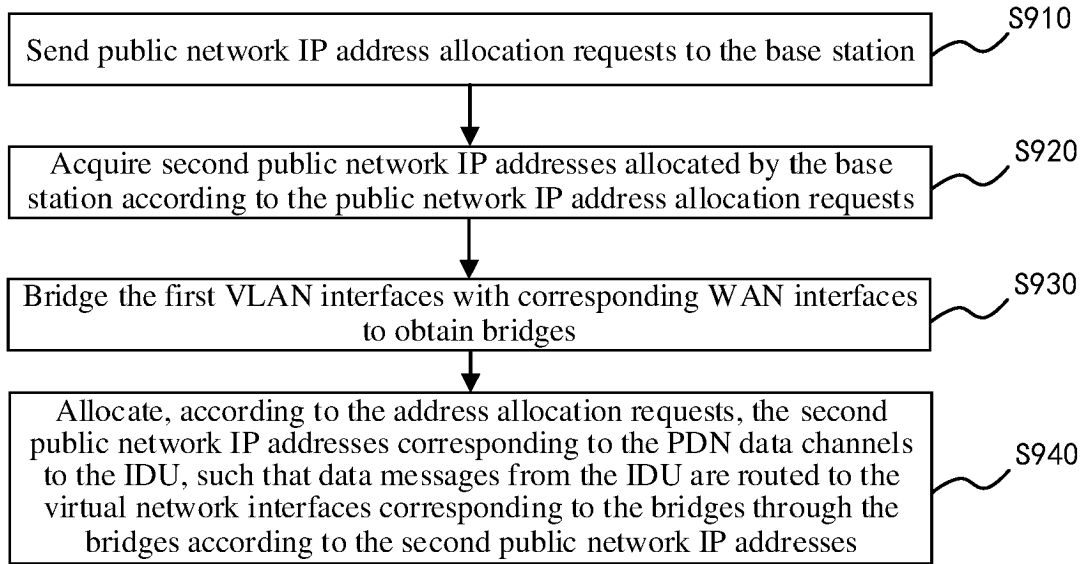 S910
Send public network IP address allocation requests to the base station
S920
Acquire second public network IP addresses allocated by the base
station according to the public network IP address allocation requests
S930
Bridge the first VLAN interfaces with corresponding WAN interfaces
to obtain bridges
S940
Allocate, according to the address allocation requests, the second
public network IP addresses corresponding to the PDN data channels
to the IDU, such that data messages from the IDU are routed to the
virtual network interfaces corresponding to the bridges through the
bridges according to the second public network IP addresses